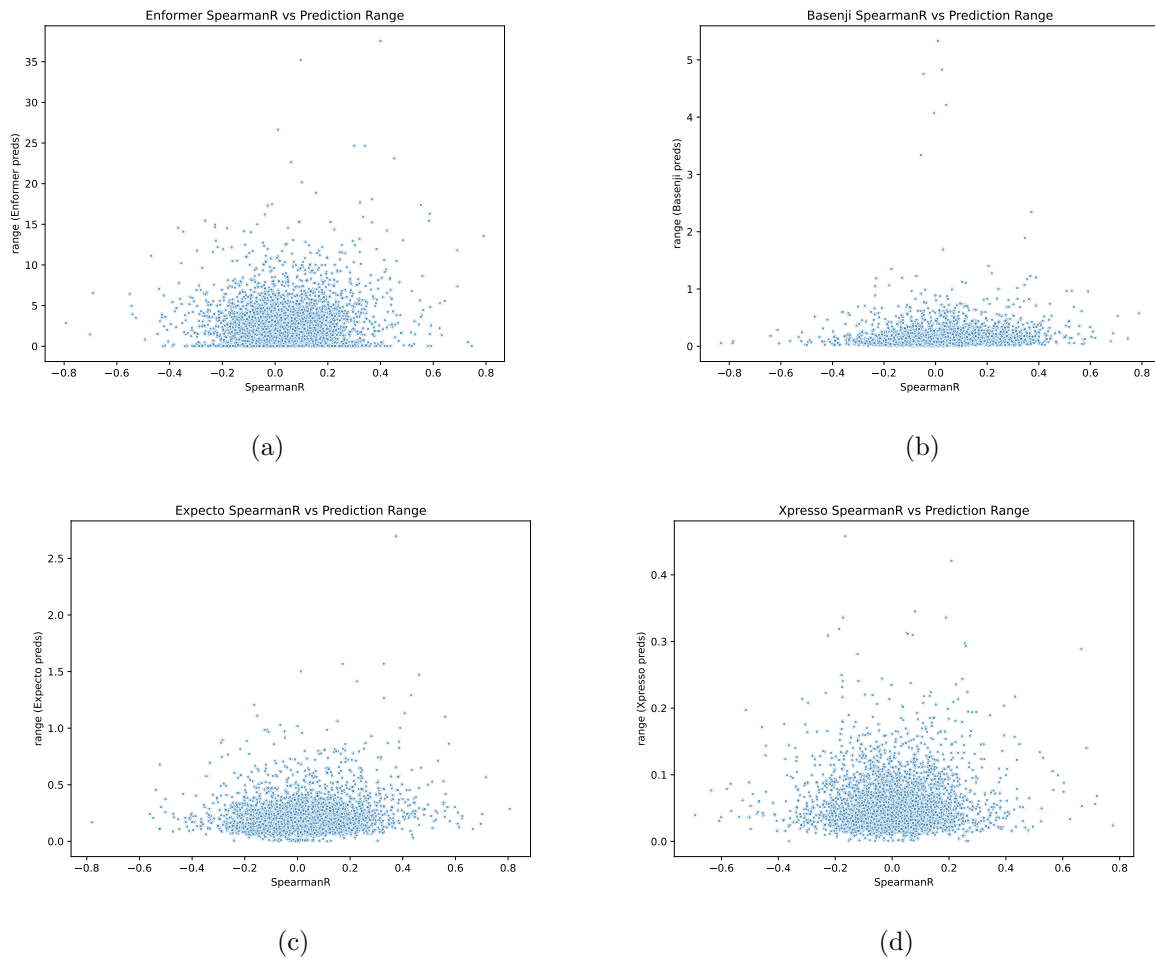 Enformer SpearmanR vs Prediction Range
range (Enformer preds)
35
30
25
20
15
10
5
0
−0.8 −0.6 −0.4 −0.2 0.0 0.2 0.4 0.6 0.8
SpearmanR
(a)
Basenji SpearmanR vs Prediction Range
range (Basenji preds)
5
4
3
2
1
0
−0.8 −0.6 −0.4 −0.2 0.0 0.2 0.4 0.6 0.8
SpearmanR
(b)
Expecto SpearmanR vs Prediction Range
range (Expecto preds)
2.5
2.0
1.5
1.0
0.5
0.0
−0.8 −0.6 −0.4 −0.2 0.0 0.2 0.4 0.6 0.8
SpearmanR
(c)
Xpresso SpearmanR vs Prediction Range
range (Xpresso preds)
0.4
0.3
0.2
0.1
0.0
−0.6 −0.4 −0.2 0.0 0.2 0.4 0.6 0.8
SpearmanR
(d)